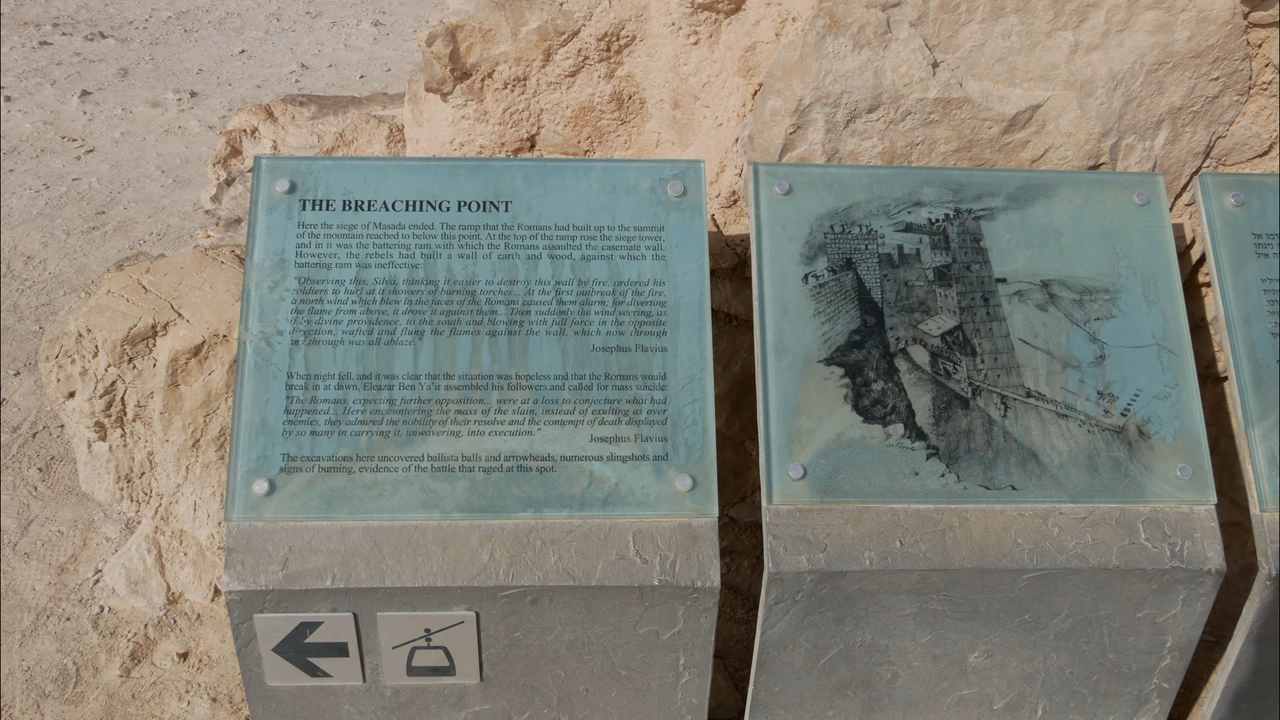 THE BREACHING POINT
Here the siege of Masada ended. The ramp that the Romans had built up to the summit
of the mountain reached to below this point. At the top of the ramp rose the siege tower,
and in it was the battering ram with which the Romans assaulted the casemate wall.
However, the rebels had built a wall of earth and wood, against which the
battering ram was ineffective:
"Observing this, Silva, thinking it easier to destroy this wall by fire, ordered his
soldiers to hurl at it showers of burning torches... At the first outbreak of the fire,
a north wind which blew in the faces of the Romans caused them alarm; for diverting
the flame from above, it drove it against them... Then suddenly the wind veering, as
if by divine providence, to the south and blowing with full force in the opposite
direction, wafted and flung the flames against the wall, which now through
and through was all ablaze."
Josephus Flavius
When night fell, and it was clear that the situation was hopeless and that the Romans would
break in at dawn, Eleazar Ben Ya'ir assembled his followers and called for mass suicide:
"The Romans, expecting further opposition... were at a loss to conjecture what had
happened... Here encountering the mass of the slain, instead of exulting as over
enemies, they admired the nobility of their resolve and the contempt of death displayed
by so many in carrying it, unwavering, into execution."
Josephus Flavius
The excavations here uncovered ballista balls and arrowheads, numerous slingshots and
signs of burning, evidence of the battle that raged at this spot.